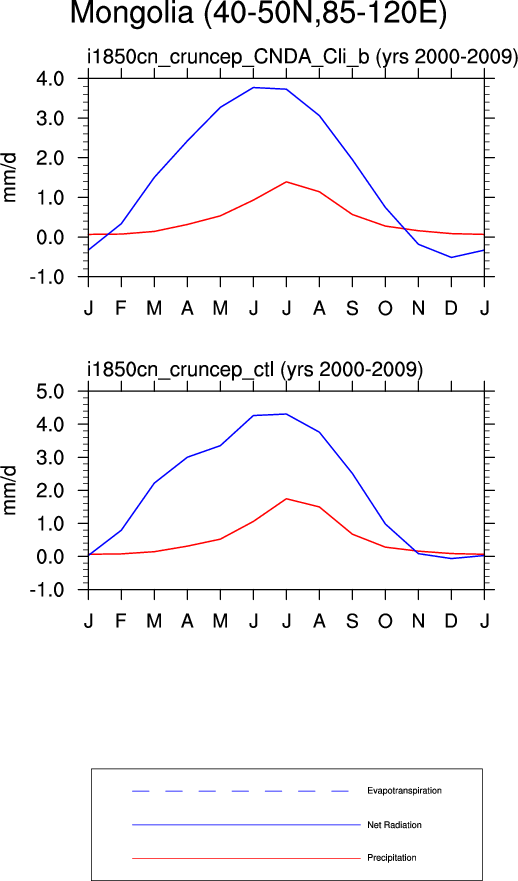 Mongolia (40-50N,85-120E)
i1850cn_cruncep_CNDA_Cli_b (yrs 2000-2009)
4.0
3.0
2.0
1.0
0.0
-1.0
mm/d
J F M A M J J A S O N D J
i1850cn_cruncep_ctl (yrs 2000-2009)
5.0
4.0
3.0
2.0
1.0
0.0
-1.0
mm/d
J F M A M J J A S O N D J
Evapotranspiration
Net Radiation
Precipitation